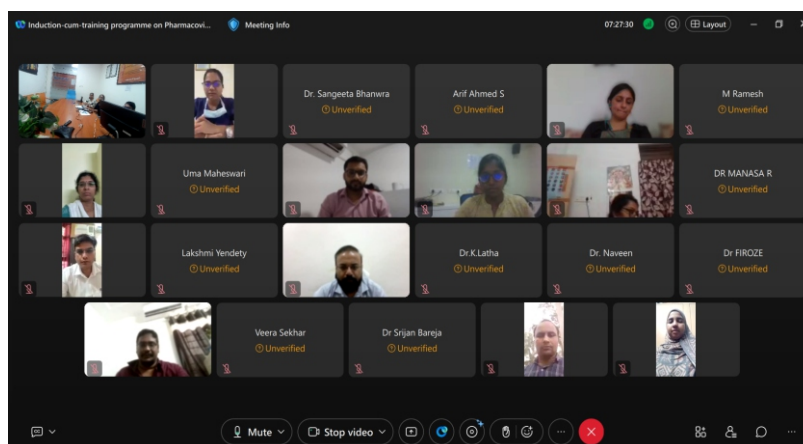 Induction-cum-training programme on Pharmacovi...
Meeting Info
07:27:30
Layout
Dr. Sangeeta Bhanwra
Unverified
Arif Ahmed S
Unverified
M Ramesh
Unverified
Uma Maheswari
Unverified
DR MANASA R
Unverified
Lakshmi Yendety
Unverified
Dr.K.Latha
Unverified
Dr. Naveen
Unverified
Dr FIROZE
Unverified
Veera Sekhar
Unverified
Dr Srijan Bareja
Unverified
Mute
Stop video